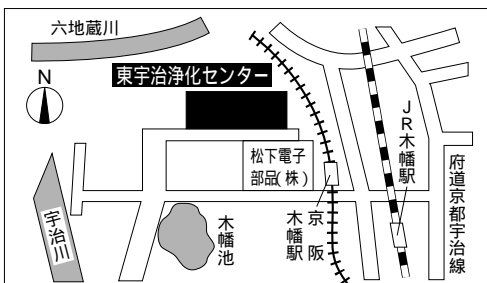 六地蔵川
N
東宇治浄化センター
松下電子
部品(株)
JR木幡駅
府道京都宇治線
京阪
木幡駅
木幡池
宇治川